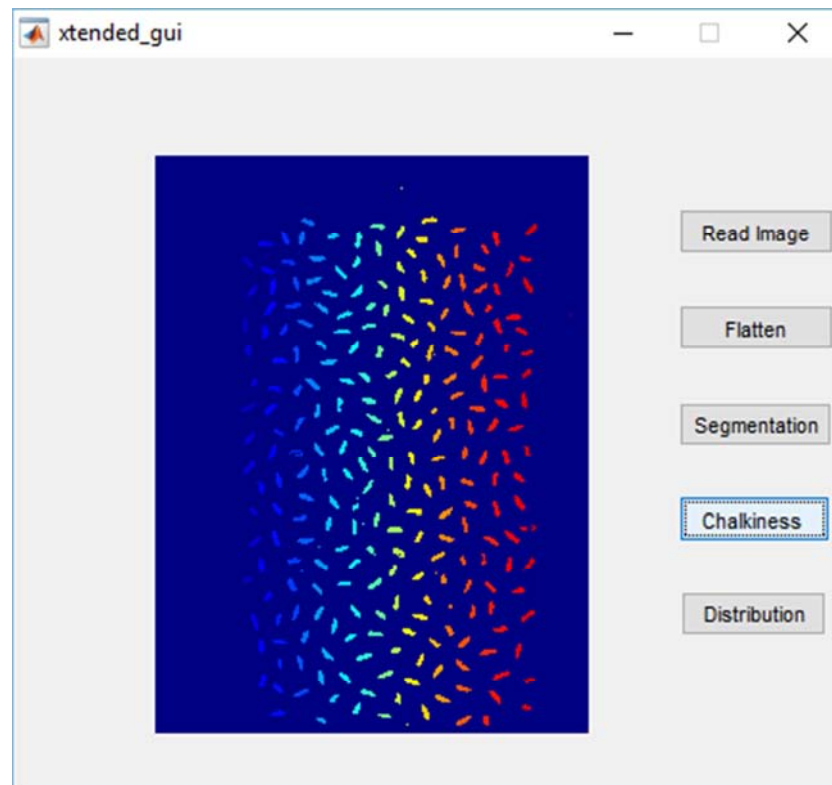 xtended_gui
Read Image
Flatten
Segmentation
Chalkiness
Distribution